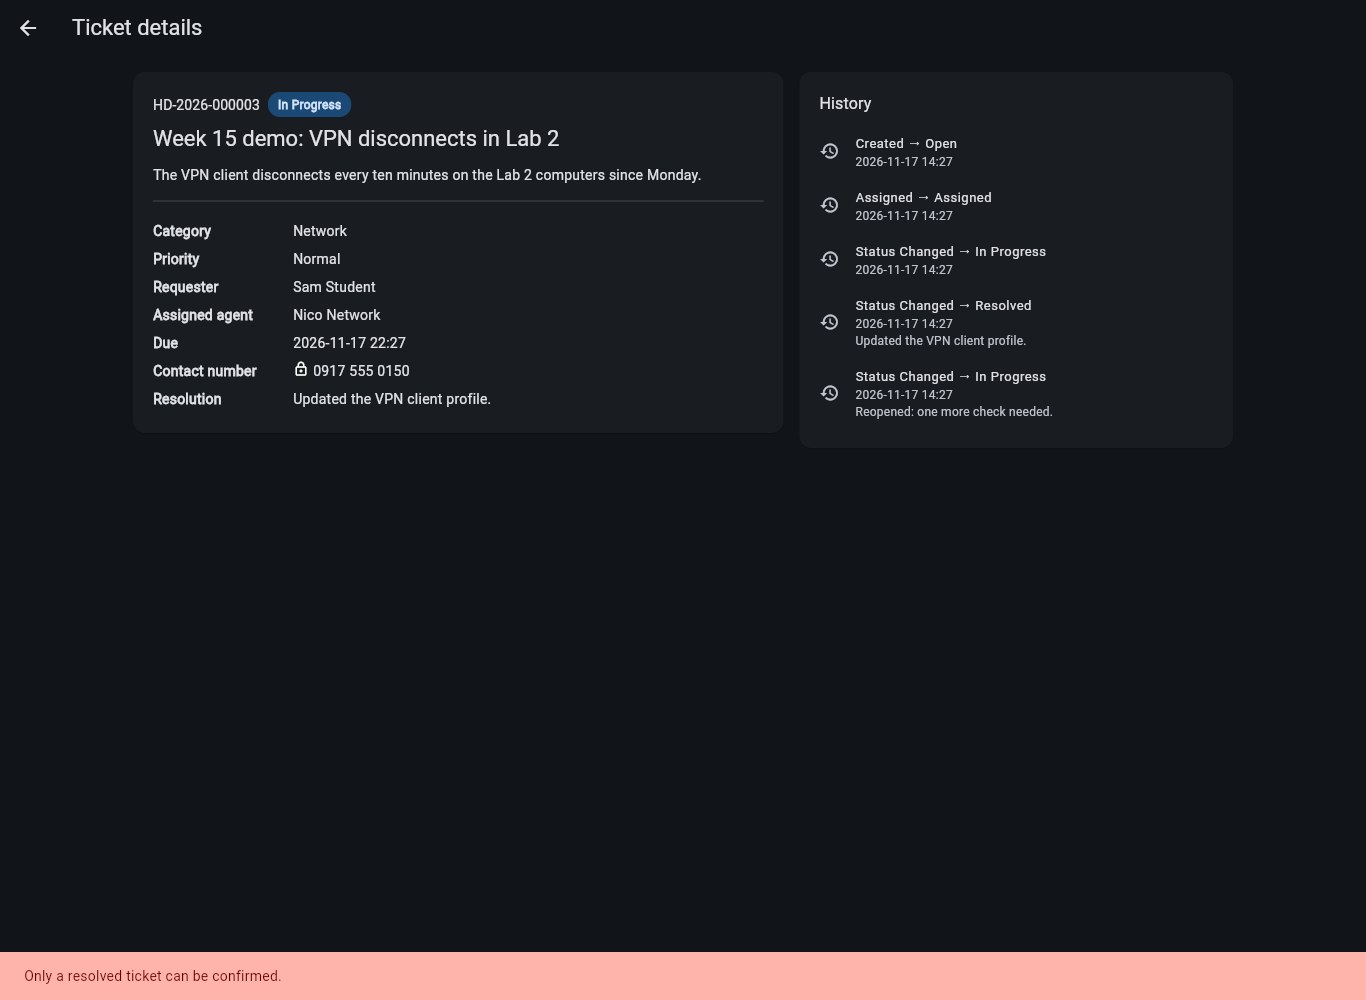 Ticket details
HD-2026-000003 In Progress
Week 15 demo: VPN disconnects in Lab 2
The VPN client disconnects every ten minutes on the Lab 2 computers since Monday.
Category Network
Priority Normal
Requester Sam Student
Assigned agent Nico Network
Due 2026-11-17 22:27
Contact number 0917 555 0150
Resolution Updated the VPN client profile.
History
Created → Open
2026-11-17 14:27
Assigned → Assigned
2026-11-17 14:27
Status Changed → In Progress
2026-11-17 14:27
Status Changed → Resolved
2026-11-17 14:27
Updated the VPN client profile.
Status Changed → In Progress
2026-11-17 14:27
Reopened: one more check needed.
Only a resolved ticket can be confirmed.